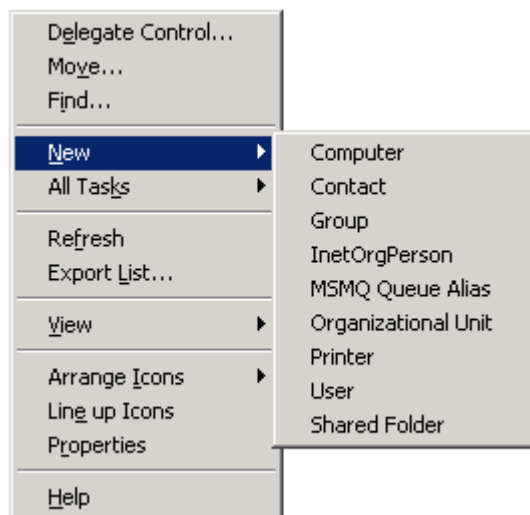 Delegate Control...
Move...
Find...
New
All Tasks
Refresh
Export List...
View
Arrange Icons
Line up Icons
Properties
Help
Computer
Contact
Group
InetOrgPerson
MSMQ Queue Alias
Organizational Unit
Printer
User
Shared Folder